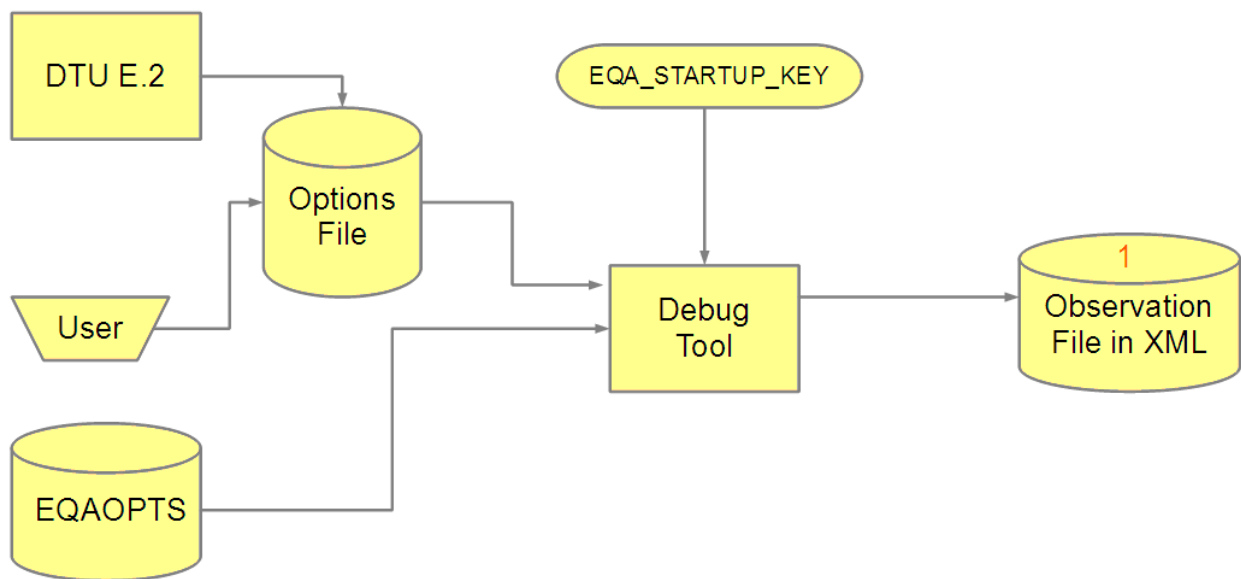 DTU E.2
EQA_STARTUP_KEY
Options
File
1
Observation
File in XML
User
Debug
Tool
EQAOPTS